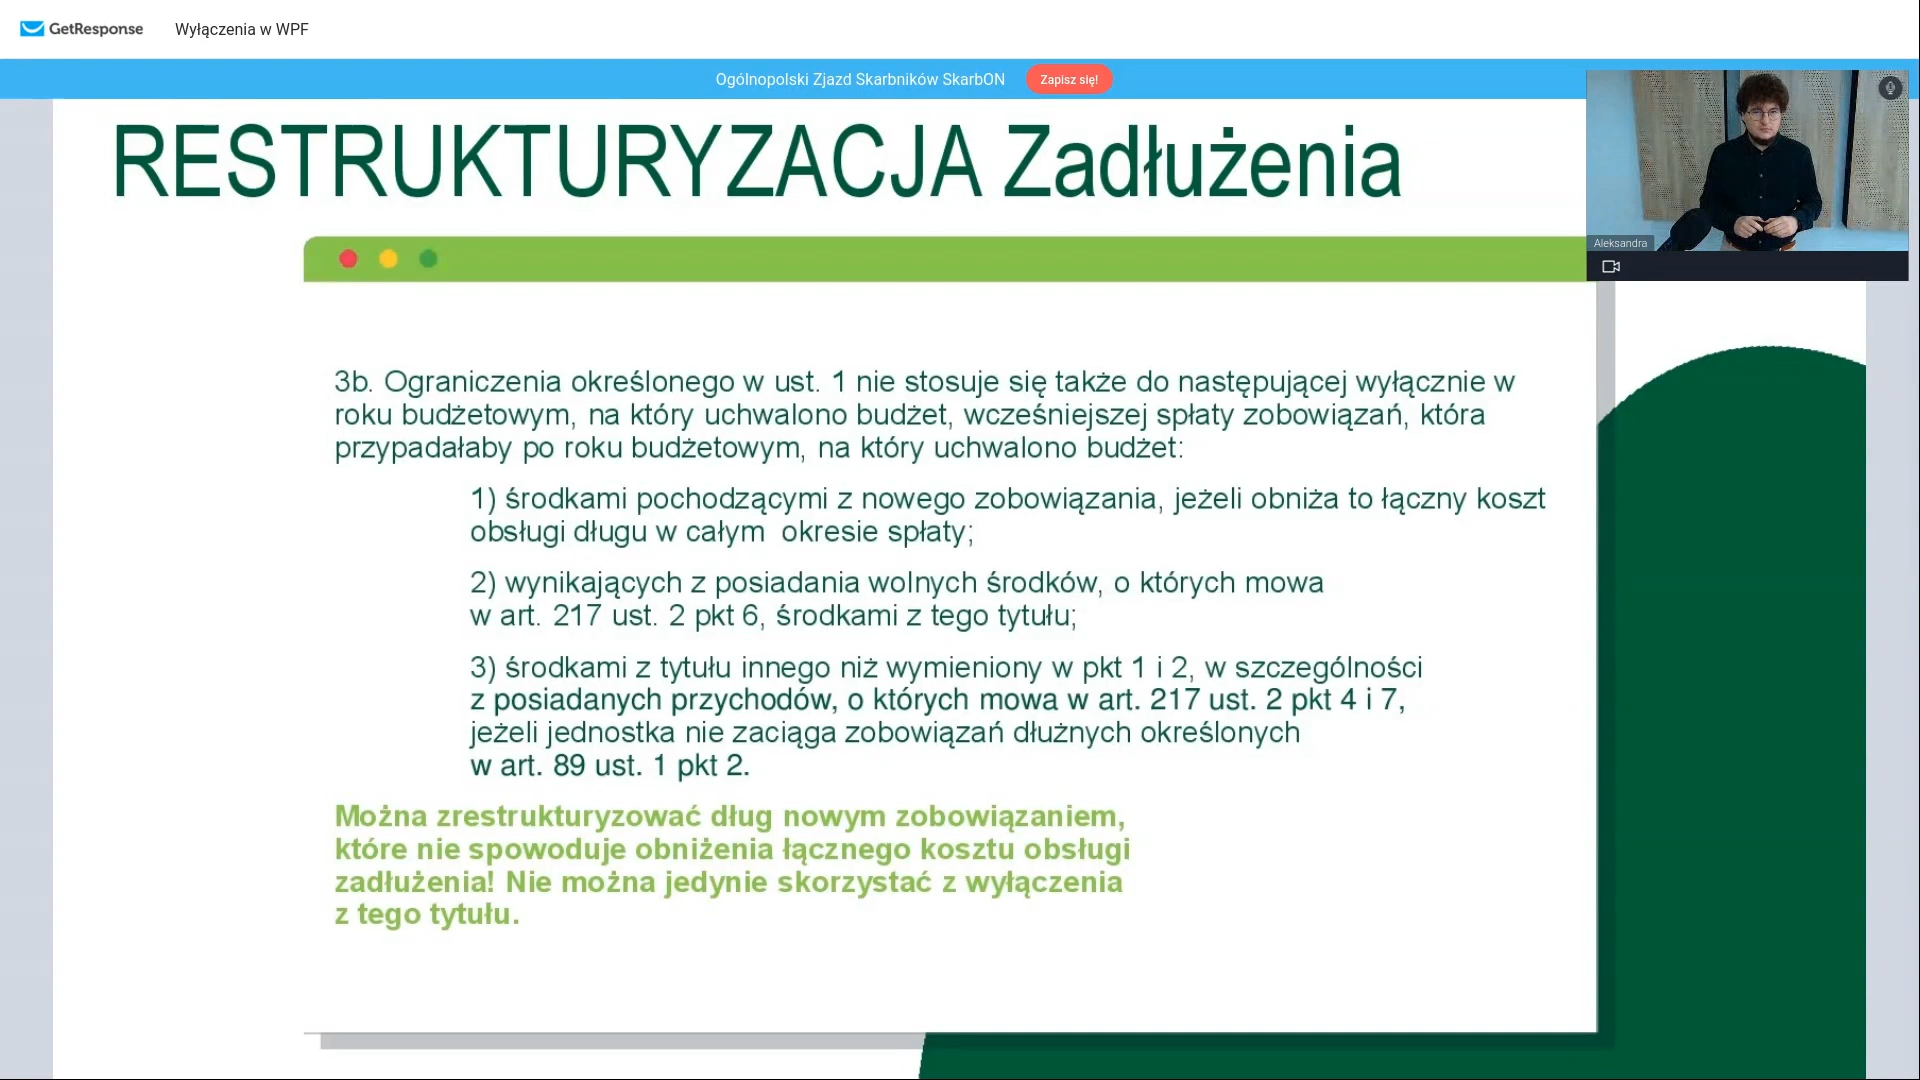 GetResponse
Wyłączenia w WPF
Ogólnopolski Zjazd Skarbników SkarbON
Zapisz się!
RESTRUKTURYZACJA Zadłużenia
Aleksandra
3b. Ograniczenia określonego w ust. 1 nie stosuje się także do następującej wyłącznie w
roku budżetowym, na który uchwalono budżet, wcześniejszej spłaty zobowiązań, która
przypadałaby po roku budżetowym, na który uchwalono budżet:
1) środkami pochodzącymi z nowego zobowiązania, jeżeli obniża to łączny koszt
obsługi długu w całym okresie spłaty;
2) wynikających z posiadania wolnych środków, o których mowa
w art. 217 ust. 2 pkt 6, środkami z tego tytułu;
3) środkami z tytułu innego niż wymieniony w pkt 1 i 2, w szczególności
z posiadanych przychodów, o których mowa w art. 217 ust. 2 pkt 4 i 7,
jeżeli jednostka nie zaciąga zobowiązań dłużnych określonych
w art. 89 ust. 1 pkt 2.
Można zrestrukturyzować dług nowym zobowiązaniem,
które nie spowoduje obniżenia łącznego kosztu obsługi
zadłużenia! Nie można jedynie skorzystać z wyłączenia
z tego tytułu.